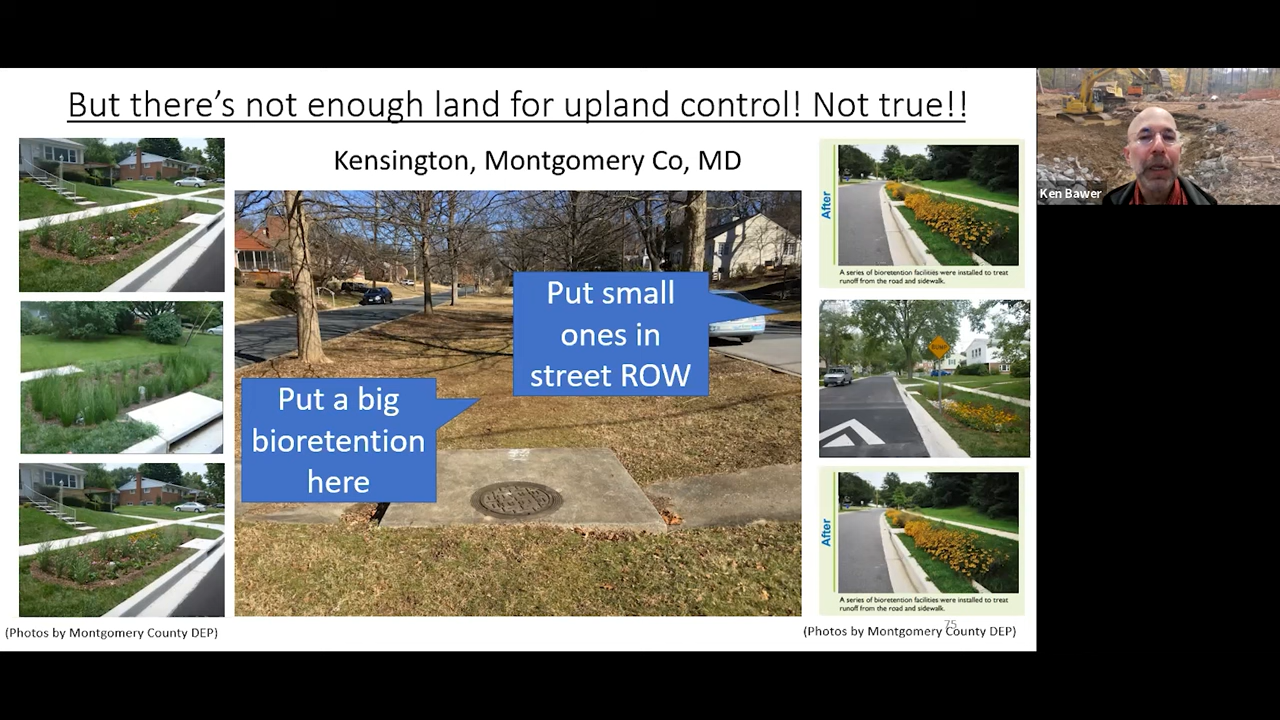 But there's not enough land for upland control! Not true!!
Kensington, Montgomery Co, MD
Put small
ones in
street ROW
Put a big
bioretention
here
After
A series of bioretention facilities were installed to treat
runoff from the road and sidewalk.
After
A series of bioretention facilities were installed to treat
runoff from the road and sidewalk.
(Photos by Montgomery County DEP)
(Photos by Montgomery County DEP)
75
Ken Bawer